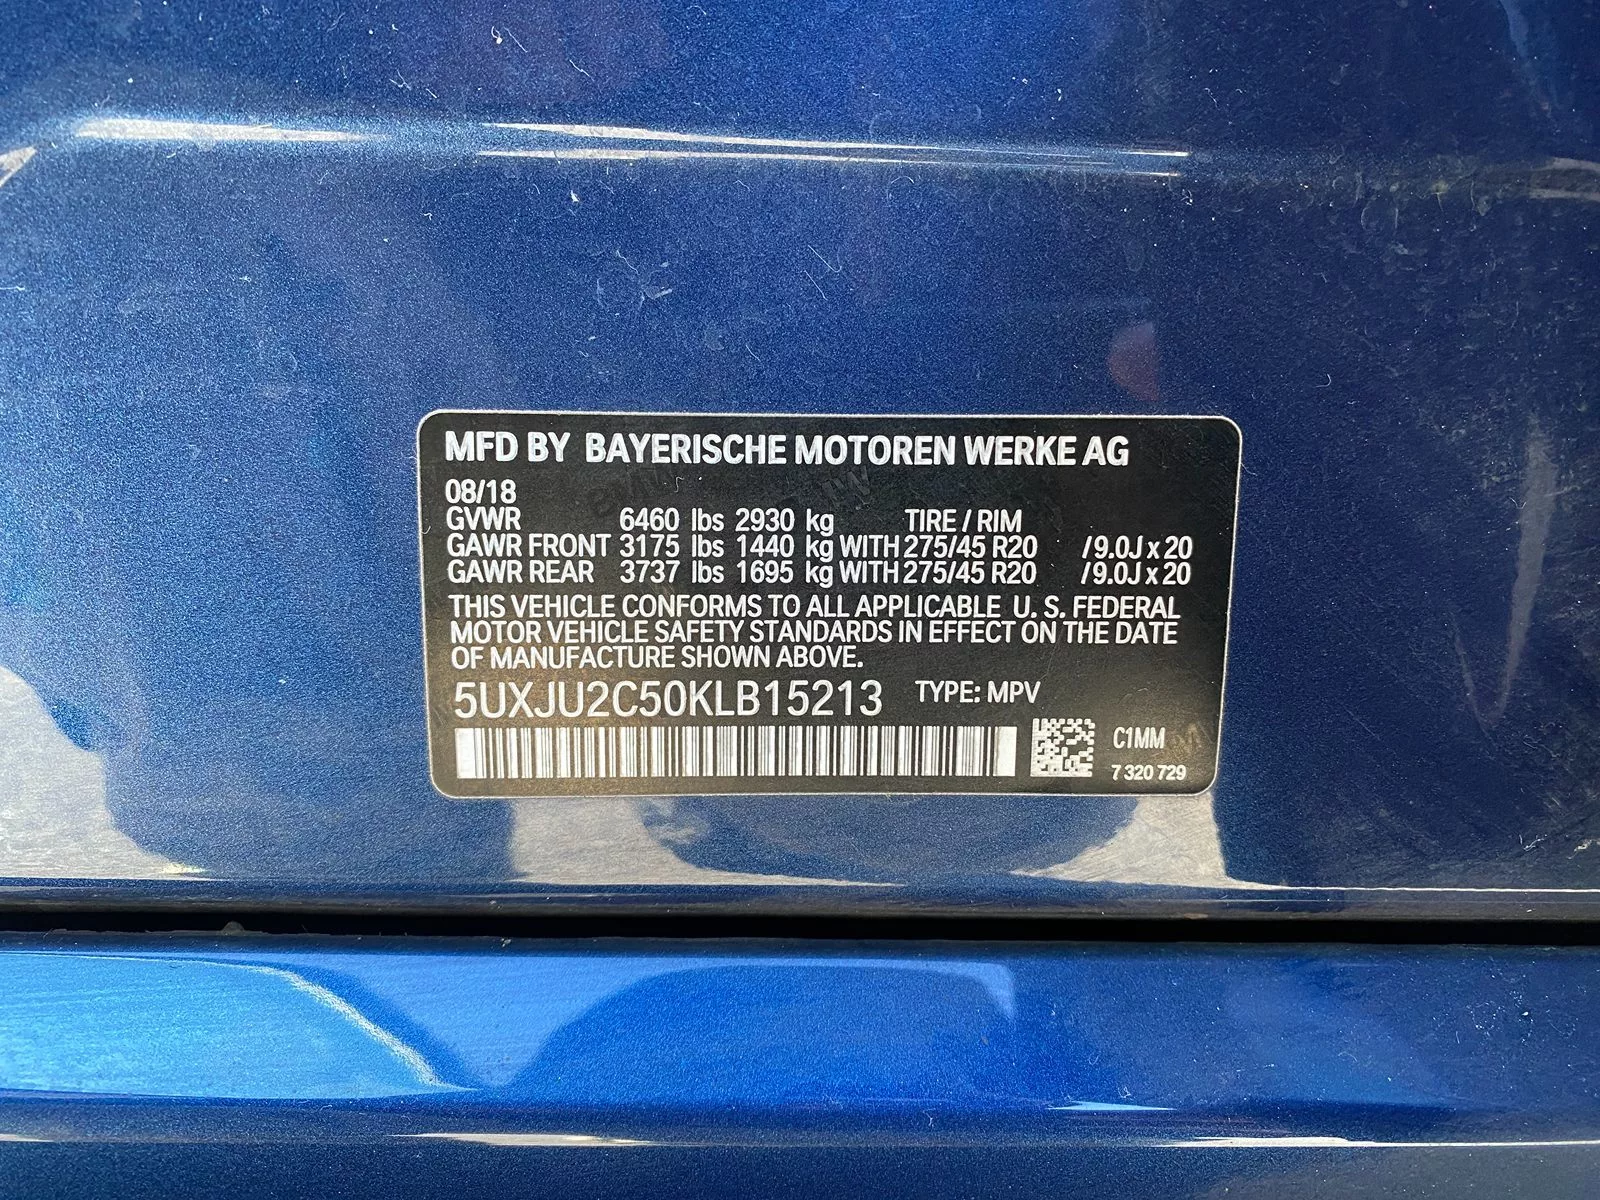 MFD BY BAYERISCHE MOTOREN WERKE AG
08/18
GVWR 6460 lbs 2930 kg TIRE / RIM
GAWR FRONT 3175 lbs 1440 kg WITH 275/45 R20 / 9.0J x 20
GAWR REAR 3737 lbs 1695 kg WITH 275/45 R20 / 9.0J x 20
THIS VEHICLE CONFORMS TO ALL APPLICABLE U. S. FEDERAL
MOTOR VEHICLE SAFETY STANDARDS IN EFFECT ON THE DATE
OF MANUFACTURE SHOWN ABOVE.
5UXJU2C50KLB15213 TYPE: MPV
C1MM
7 320 729